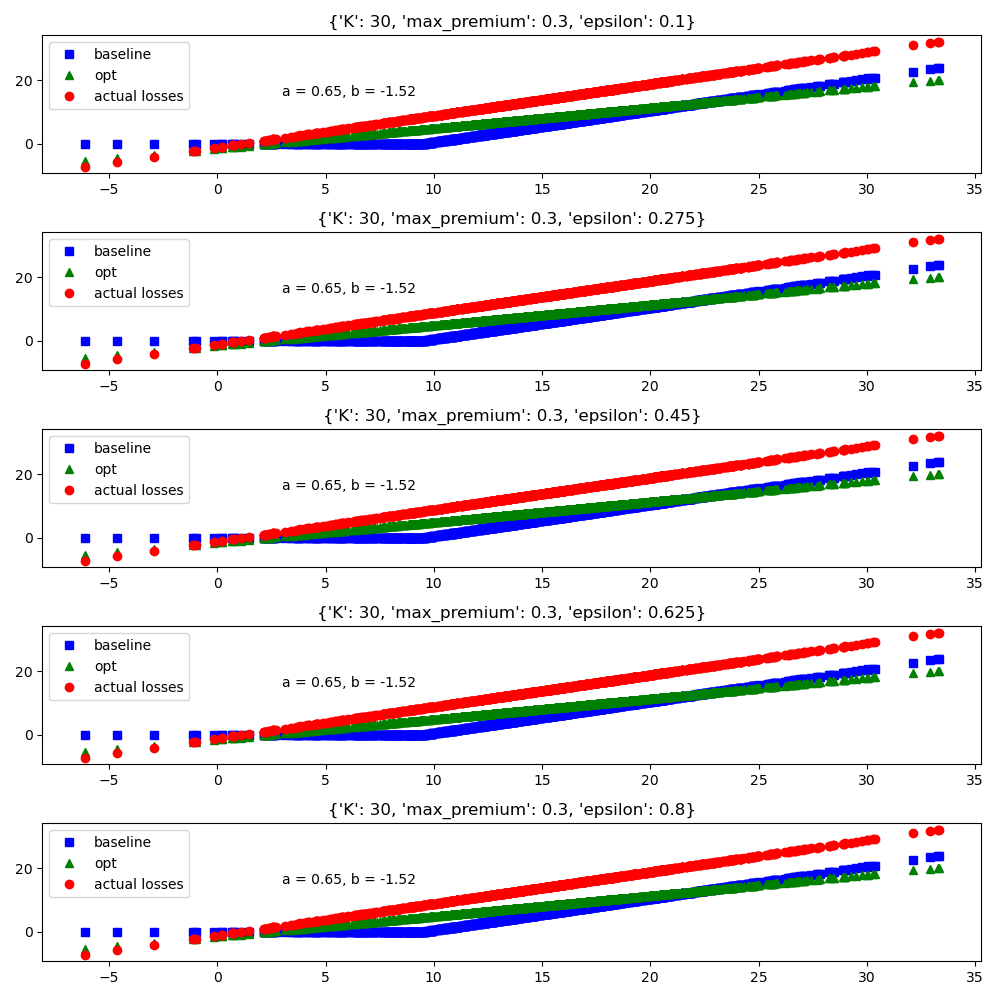 {'K': 30, 'max_premium': 0.3, 'epsilon': 0.1}
baseline
opt
actual losses
a = 0.65, b = -1.52
20
0
−5 0 5 10 15 20 25 30 35
{'K': 30, 'max_premium': 0.3, 'epsilon': 0.275}
baseline
opt
actual losses
a = 0.65, b = -1.52
20
0
−5 0 5 10 15 20 25 30 35
{'K': 30, 'max_premium': 0.3, 'epsilon': 0.45}
baseline
opt
actual losses
a = 0.65, b = -1.52
20
0
−5 0 5 10 15 20 25 30 35
{'K': 30, 'max_premium': 0.3, 'epsilon': 0.625}
baseline
opt
actual losses
a = 0.65, b = -1.52
20
0
−5 0 5 10 15 20 25 30 35
{'K': 30, 'max_premium': 0.3, 'epsilon': 0.8}
baseline
opt
actual losses
a = 0.65, b = -1.52
20
0
−5 0 5 10 15 20 25 30 35